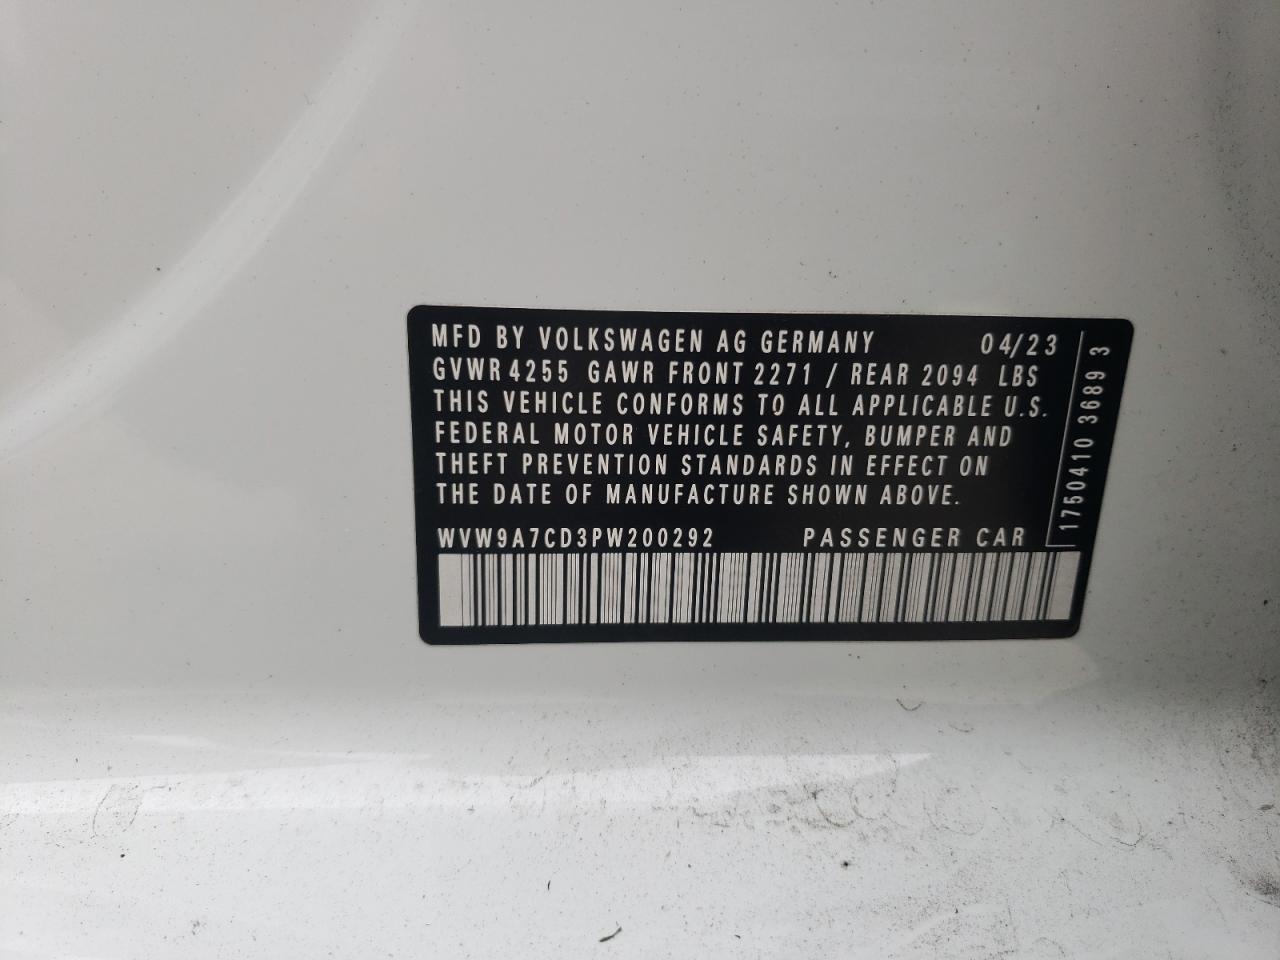 MFD BY VOLKSWAGEN AG GERMANY 04/23
GVWR 4255 GAWR FRONT 2271 / REAR 2094 LBS
THIS VEHICLE CONFORMS TO ALL APPLICABLE U.S.
FEDERAL MOTOR VEHICLE SAFETY, BUMPER AND
THEFT PREVENTION STANDARDS IN EFFECT ON
THE DATE OF MANUFACTURE SHOWN ABOVE.
WVW9A7CD3PW200292 PASSENGER CAR
1750410 3689 3